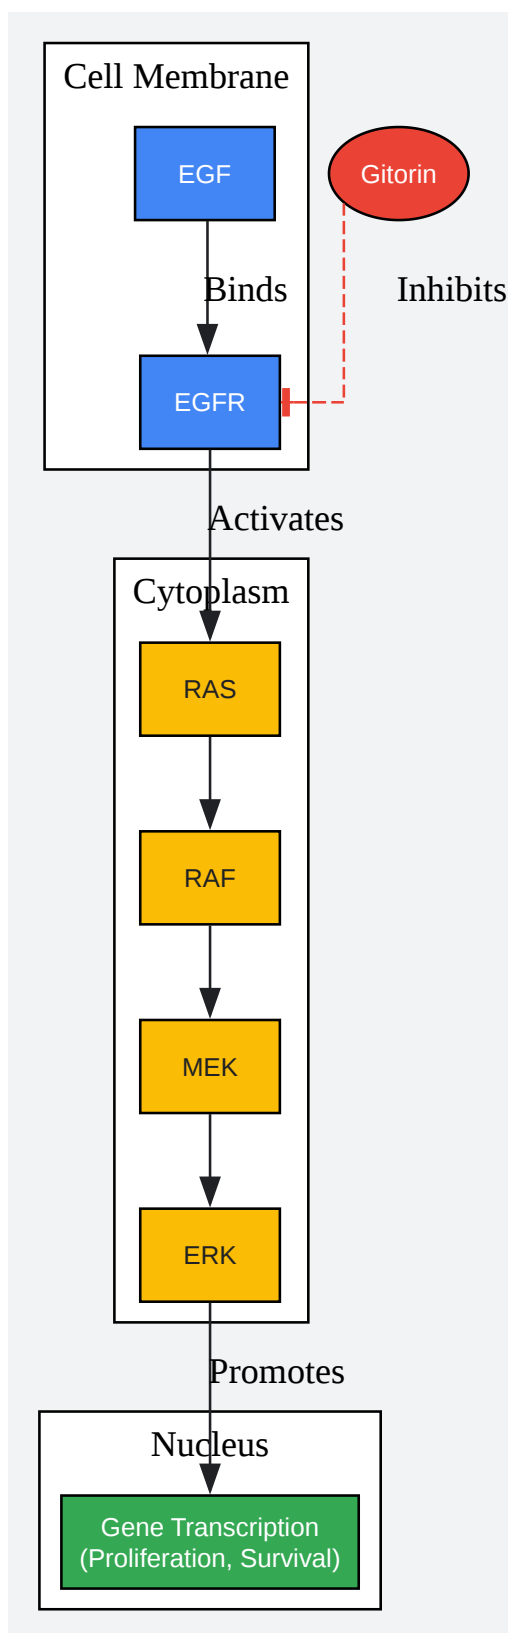 Cell Membrane
EGF
Gitorin
Binds
Inhibits
EGFR
Activates
Cytoplasm
RAS
RAF
MEK
ERK
Promotes
Nucleus
Gene Transcription
(Proliferation, Survival)